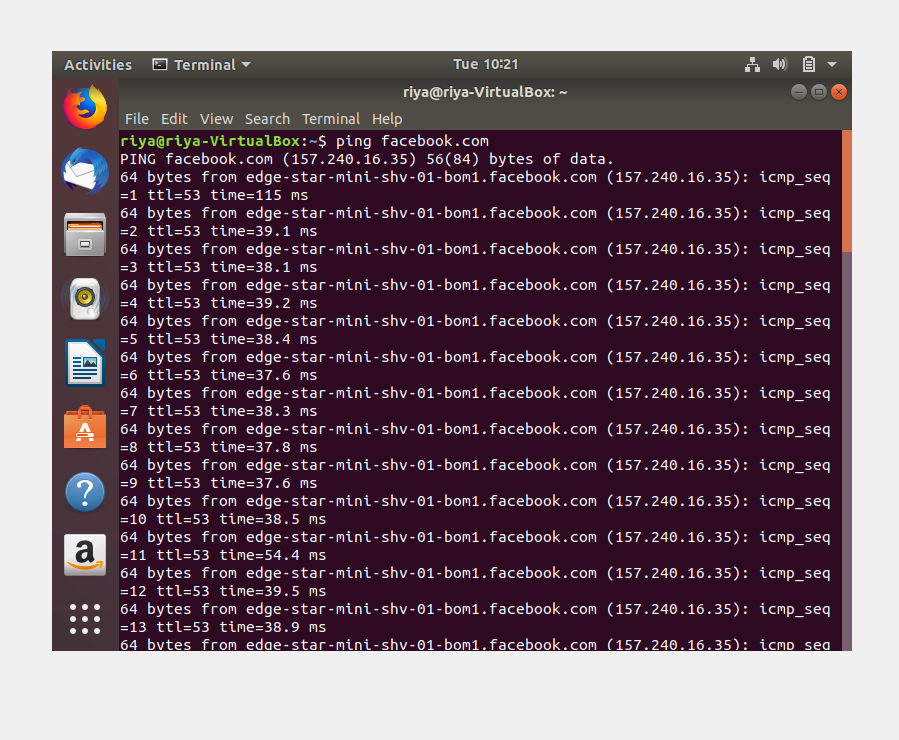 Activities Terminal Tue 10:21
riya@riya-VirtualBox: ~
File Edit View Search Terminal Help
riya@riya-VirtualBox:~$ ping facebook.com
PING facebook.com (157.240.16.35) 56(84) bytes of data.
64 bytes from edge-star-mini-shv-01-bom1.facebook.com (157.240.16.35): icmp_seq
=1 ttl=53 time=115 ms
64 bytes from edge-star-mini-shv-01-bom1.facebook.com (157.240.16.35): icmp_seq
=2 ttl=53 time=39.1 ms
64 bytes from edge-star-mini-shv-01-bom1.facebook.com (157.240.16.35): icmp_seq
=3 ttl=53 time=38.1 ms
64 bytes from edge-star-mini-shv-01-bom1.facebook.com (157.240.16.35): icmp_seq
=4 ttl=53 time=39.2 ms
64 bytes from edge-star-mini-shv-01-bom1.facebook.com (157.240.16.35): icmp_seq
=5 ttl=53 time=38.4 ms
64 bytes from edge-star-mini-shv-01-bom1.facebook.com (157.240.16.35): icmp_seq
=6 ttl=53 time=37.6 ms
64 bytes from edge-star-mini-shv-01-bom1.facebook.com (157.240.16.35): icmp_seq
=7 ttl=53 time=38.3 ms
64 bytes from edge-star-mini-shv-01-bom1.facebook.com (157.240.16.35): icmp_seq
=8 ttl=53 time=37.8 ms
64 bytes from edge-star-mini-shv-01-bom1.facebook.com (157.240.16.35): icmp_seq
=9 ttl=53 time=37.6 ms
64 bytes from edge-star-mini-shv-01-bom1.facebook.com (157.240.16.35): icmp_seq
=10 ttl=53 time=38.5 ms
64 bytes from edge-star-mini-shv-01-bom1.facebook.com (157.240.16.35): icmp_seq
=11 ttl=53 time=54.4 ms
64 bytes from edge-star-mini-shv-01-bom1.facebook.com (157.240.16.35): icmp_seq
=12 ttl=53 time=39.5 ms
64 bytes from edge-star-mini-shv-01-bom1.facebook.com (157.240.16.35): icmp_seq
=13 ttl=53 time=38.9 ms
64 bytes from edge-star-mini-shv-01-bom1.facebook.com (157.240.16.35): icmp_seq